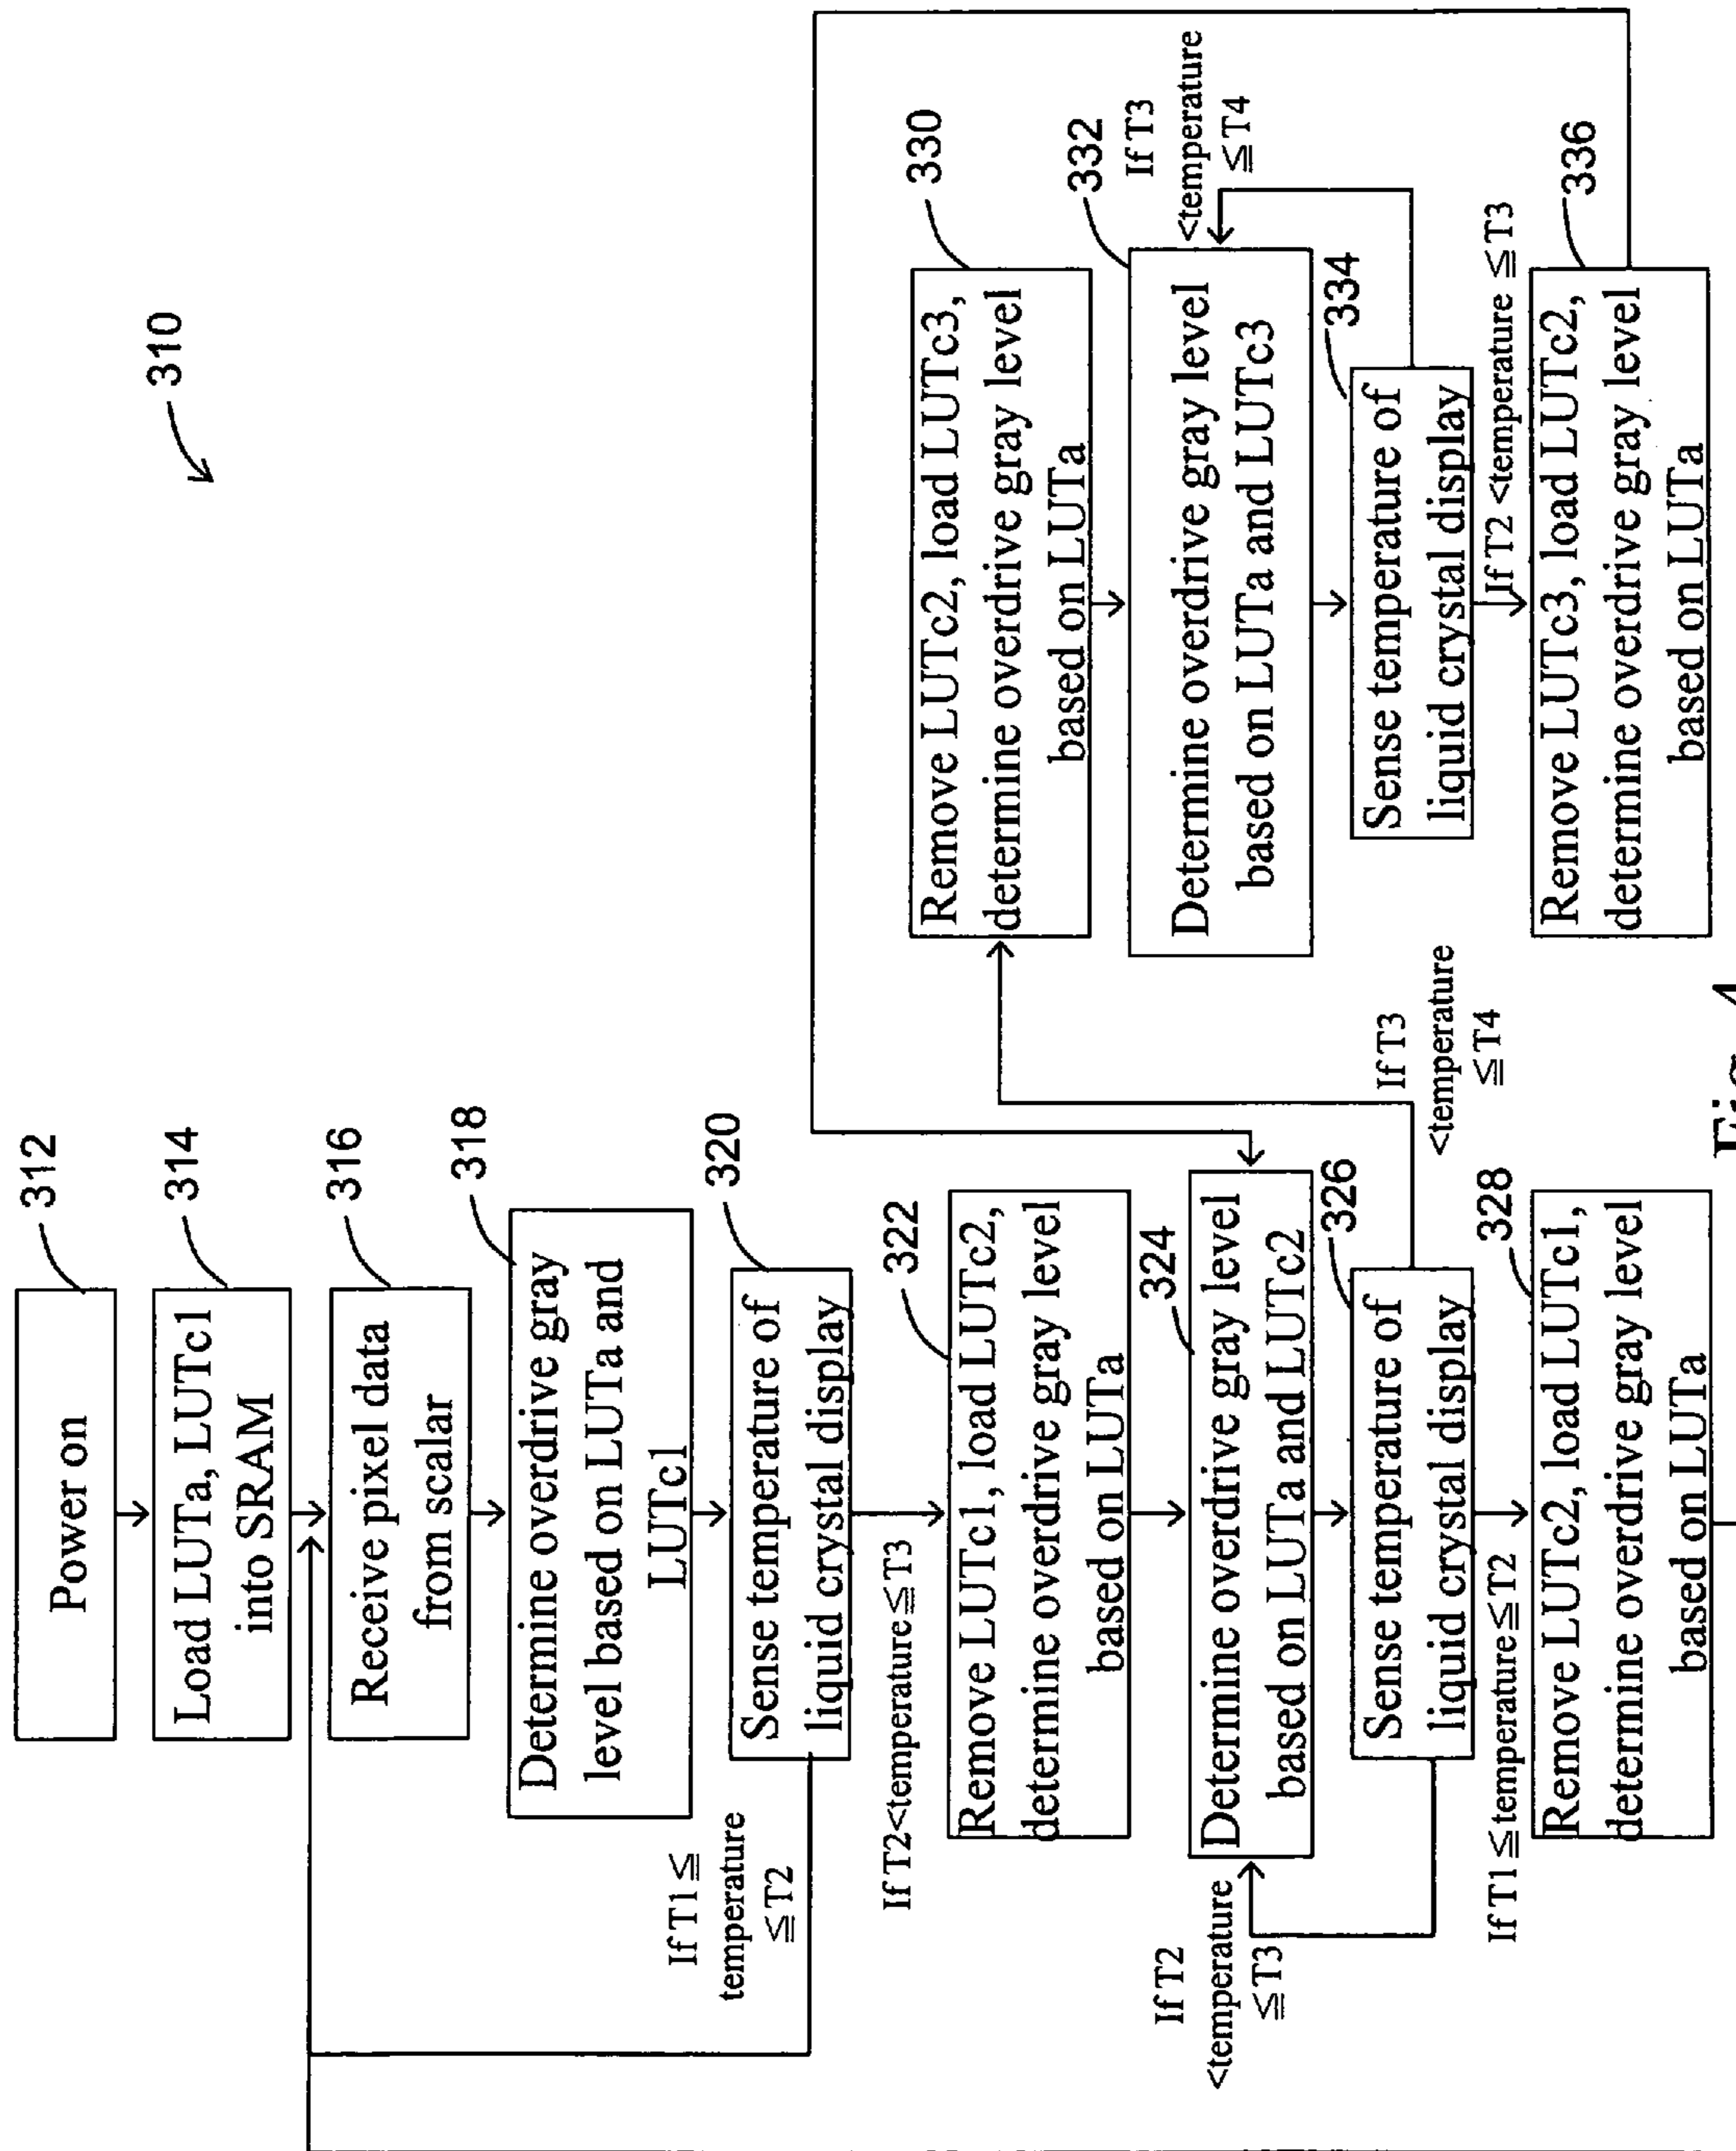 310
Power on
312
Load LUTa, LUTc1
into SRAM
314
Receive pixel data
from scalar
316
Determine overdrive gray
level based on LUTa and
LUTc1
318
Sense temperature of
liquid crystal display
320
If T1 ≦
temperature
≦T2
If T2<temperature≦T3
Remove LUTc1, load LUTc2,
determine overdrive gray level
based on LUTa
322
Determine overdrive gray level
based on LUTa and LUTc2
324
If T2
<temperature
≦T3
Sense temperature of
liquid crystal display
326
If T1≦temperature≦T2
Remove LUTc2, load LUTc1,
determine overdrive gray level
based on LUTa
328
If T3
<temperature
≦T4
Remove LUTc2, load LUTc3,
determine overdrive gray level
based on LUTa
330
Determine overdrive gray level
based on LUTa and LUTc3
332
If T3
<temperature
≦T4
Sense temperature of
liquid crystal display
334
If T2 <temperature ≦T3
Remove LUTc3, load LUTc2,
determine overdrive gray level
based on LUTa
336
Fig. 4